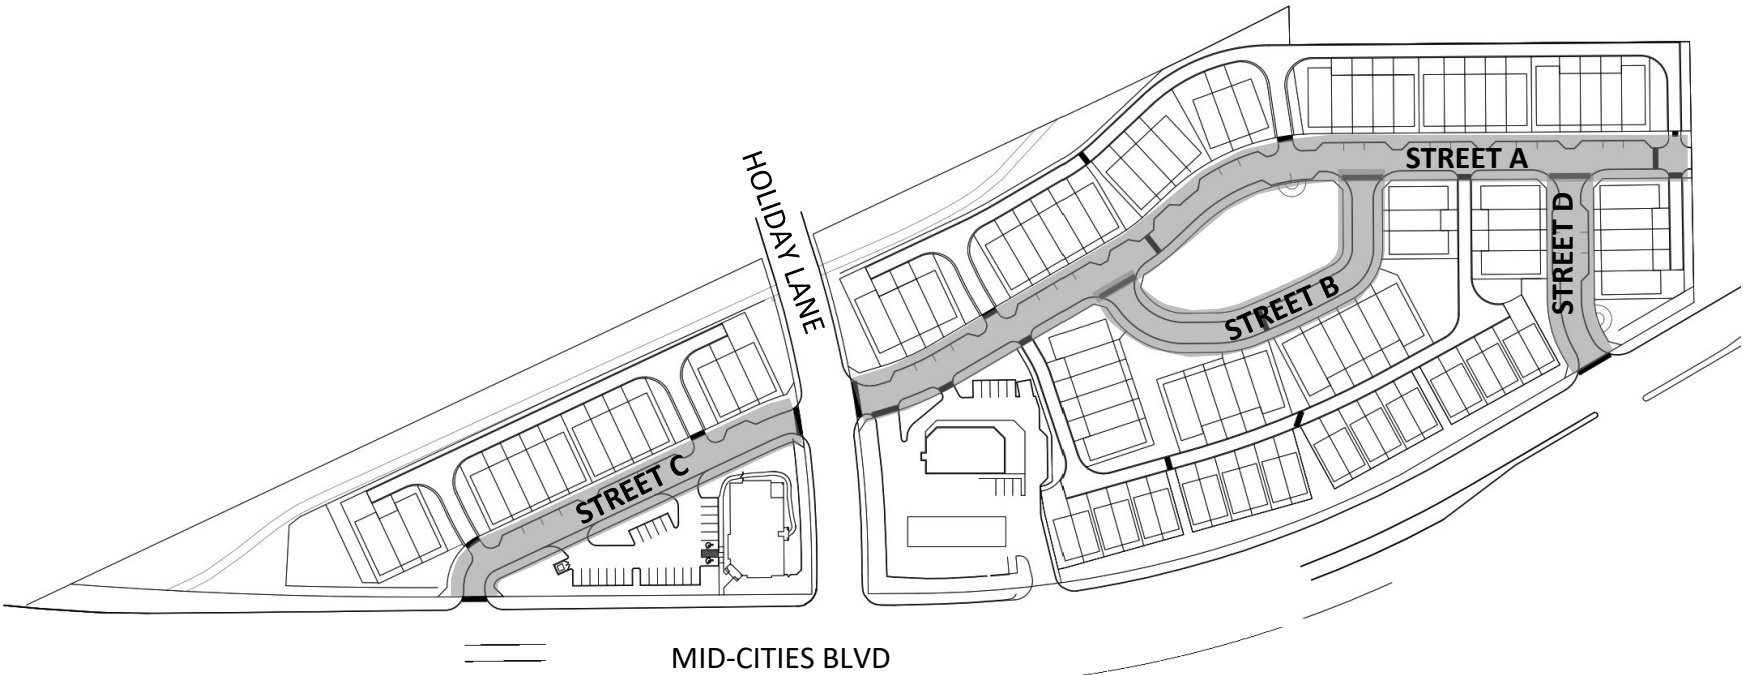 STREET A
HOLIDAY LANE
STREET D
STREET B
STREET C
MID-CITIES BLVD